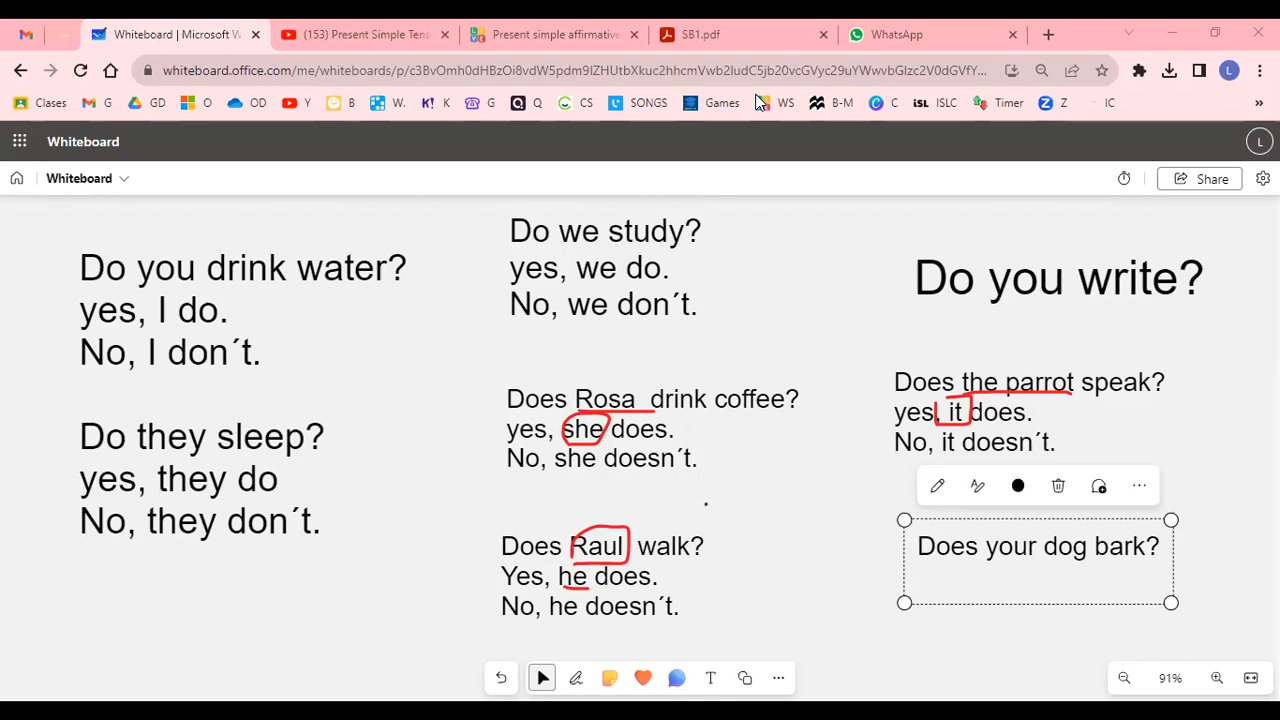 Whiteboard | Microsoft W
(153) Present Simple Tens
Present simple affirmative
SB1.pdf
WhatsApp
whiteboard.office.com/me/whiteboards/p/c3BvOmh0dHBzOi8vdW5pdm9lZHUtbXkuc2hhcmVwb2ludC5jb20vcGVyc29uYWwvbGlzc2V0dGVfY...
L
Clases
G
GD
O
OD
Y
B
W.
K
G
Q
CS
SONGS
Games
WS
B-M
C
ISLC
Timer
Z
IC
»
Whiteboard
L
Whiteboard
Share
Do you drink water?
yes, I do.
No, I don´t.
Do they sleep?
yes, they do
No, they don´t.
Do we study?
yes, we do.
No, we don´t.
Does Rosa drink coffee?
yes, she does.
No, she doesn´t.
Does Raul walk?
Yes, he does.
No, he doesn´t.
Do you write?
Does the parrot speak?
yes, it does.
No, it doesn´t.
Does your dog bark?
91%